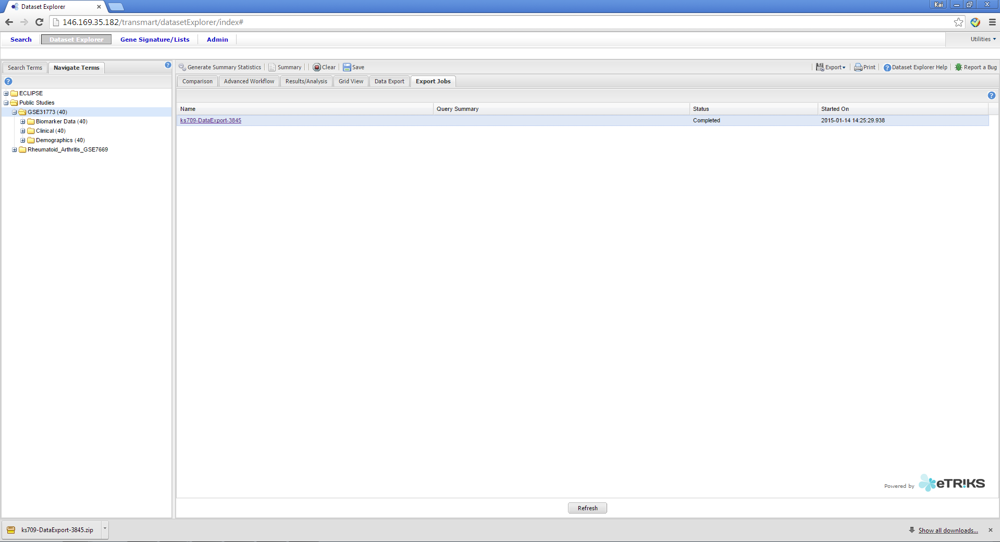 Dataset Explorer
Kai
146.169.35.182/transmart/datasetExplorer/index#
Search Dataset Explorer Gene Signature/Lists Admin Utilities
Search Terms Navigate Terms
Generate Summary Statistics Summary Clear Save Export Print Dataset Explorer Help Report a Bug
Comparison Advanced Workflow Results/Analysis Grid View Data Export Export Jobs
ECLIPSE
Public Studies
GSE31773 (40)
Biomarker Data (40)
Clinical (40)
Demographics (40)
Rheumatoid_Arthritis_GSE7669
Name Query Summary Status Started On
ks709-DataExport-3845 Completed 2015-01-14 14:25:29.938
Powered by eTRIKS
Refresh
ks709-DataExport-3845.zip
Show all downloads...